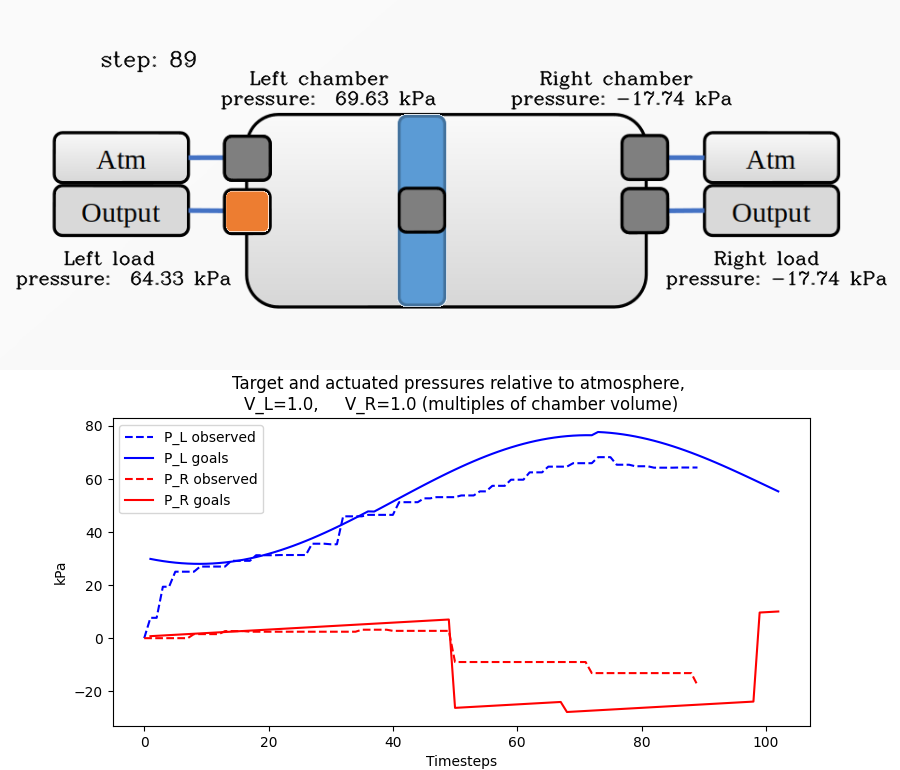 step: 89
Left chamber
pressure: 69.63 kPa
Right chamber
pressure: −17.74 kPa
Atm
Output
Atm
Output
Left load
pressure: 64.33 kPa
Right load
pressure: −17.74 kPa
Target and actuated pressures relative to atmosphere,
V_L=1.0, V_R=1.0 (multiples of chamber volume)
P_L observed
P_L goals
P_R observed
P_R goals
80
60
40
20
0
−20
kPa
0 20 40 60 80 100
Timesteps